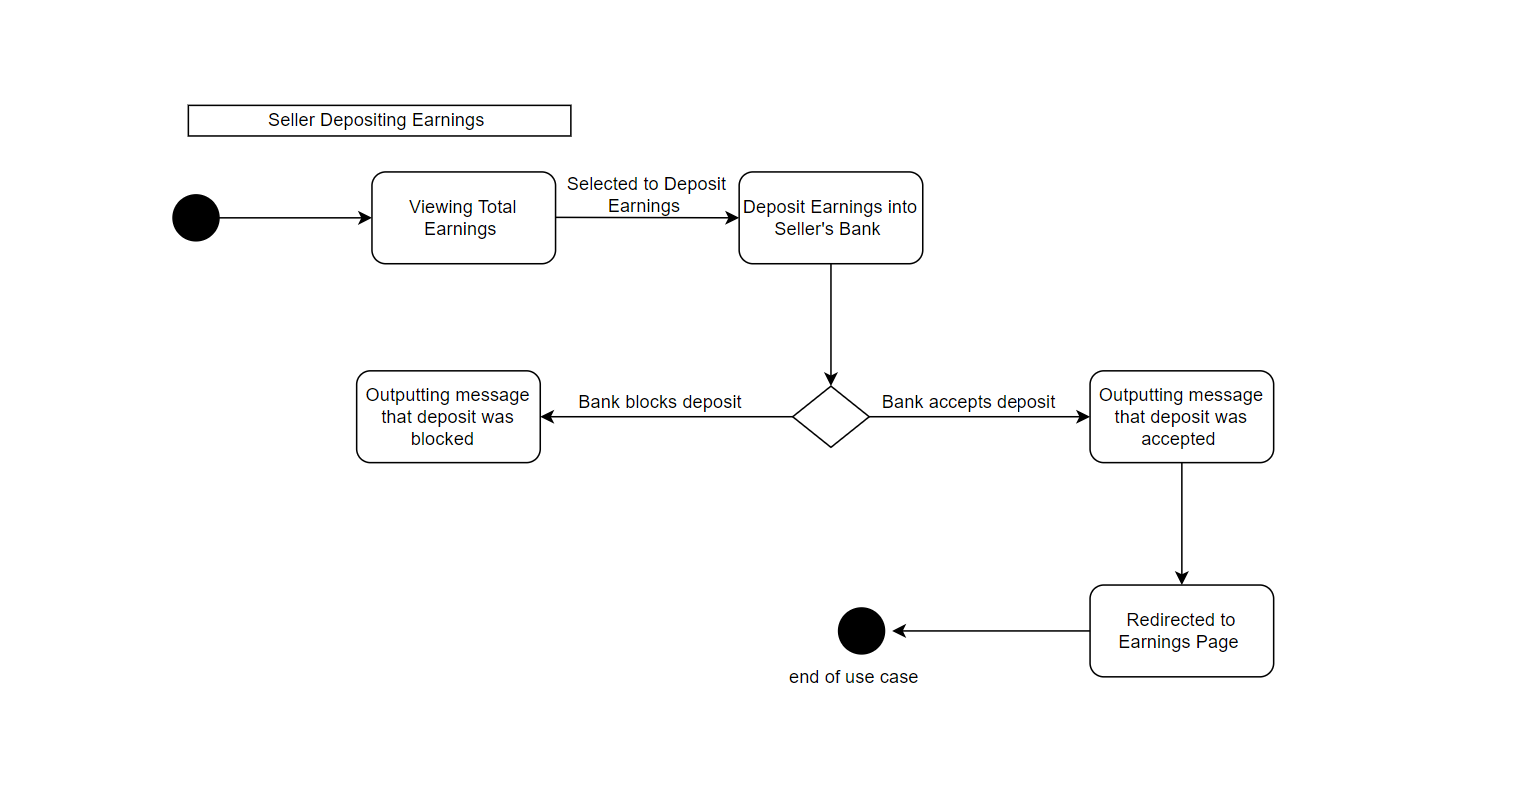 Seller Depositing Earnings
Viewing Total
Earnings
Selected to Deposit
Earnings
Deposit Earnings into
Seller's Bank
Outputting message
that deposit was
blocked
Bank blocks deposit
Bank accepts deposit
Outputting message
that deposit was
accepted
Redirected to
Earnings Page
end of use case